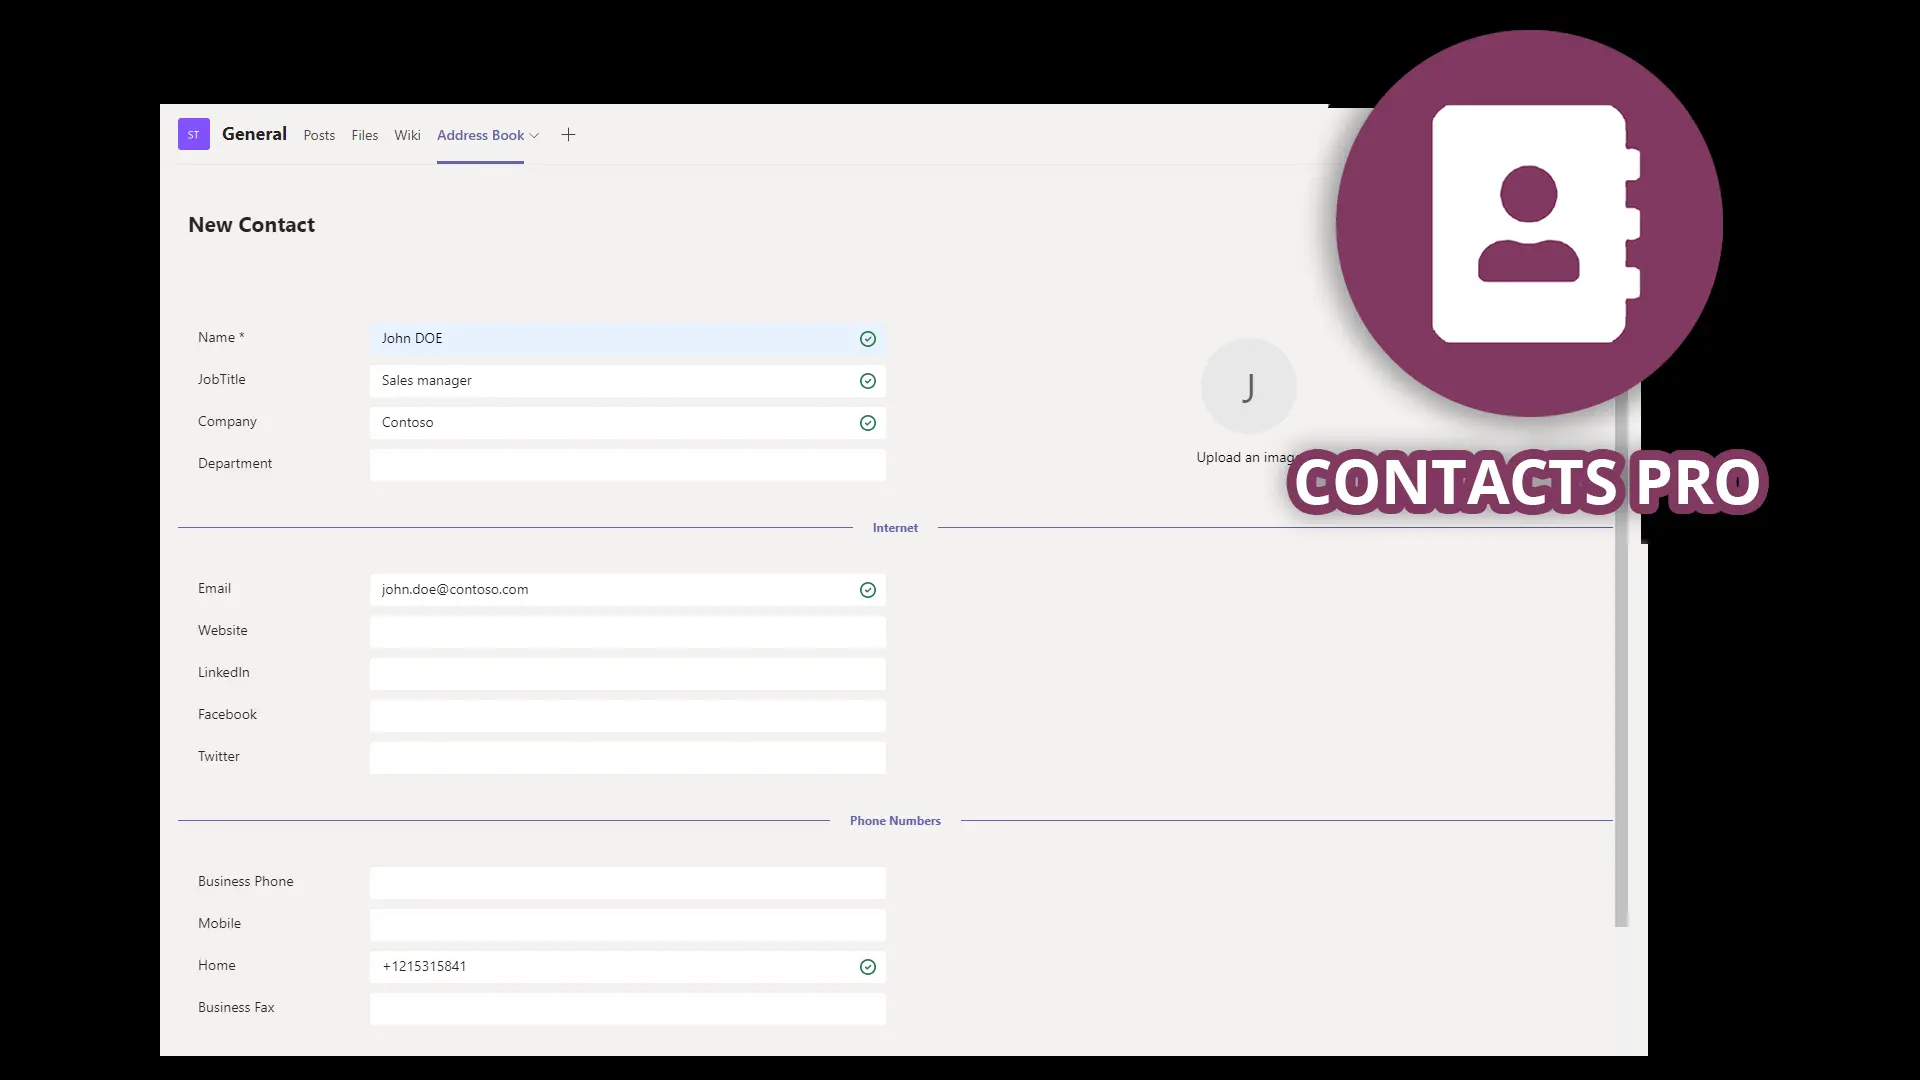 ST General Posts Files Wiki Address Book
New Contact
Name * John DOE
JobTitle Sales manager
Company Contoso
Department
J
Upload an imag
CONTACTS PRO
Internet
Email john.doe@contoso.com
Website
LinkedIn
Facebook
Twitter
Phone Numbers
Business Phone
Mobile
Home +1215315841
Business Fax